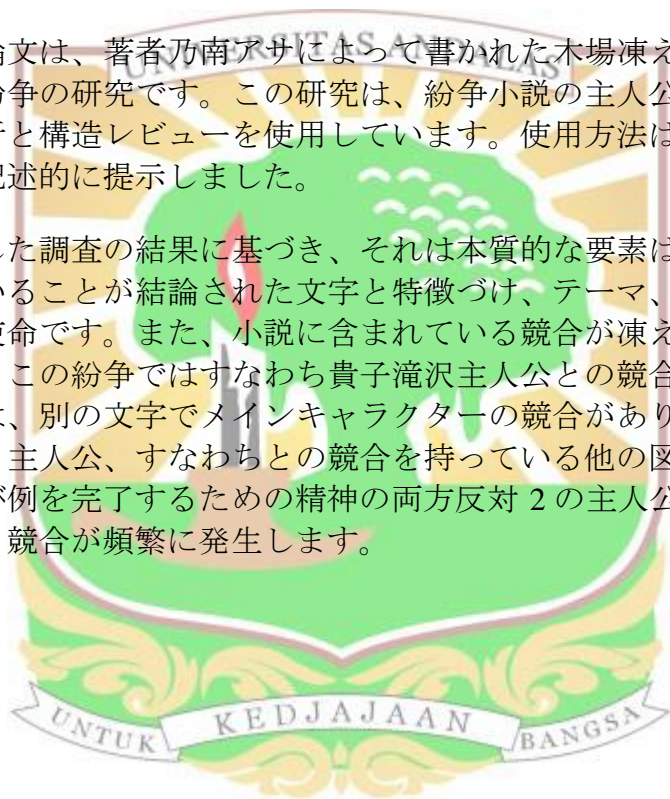 論文は、著者乃南アサによって書かれた木場凍え
UNIVERSITAS ANDALAS
紛争の研究です。この研究は、紛争小説の主人公
と構造レビューを使用しています。使用方法は
記述的に提示しました。
した調査の結果に基づき、それは本質的な要素は
いることが結論された文字と特徴づけ、テーマ、
使命です。また、小説に含まれている競合が凍え
この紛争ではすなわち貴子滝沢主人公との競合
は、別の文字でメインキャラクターの競合があり
主人公、すなわちとの競合を持っている他の図
が例を完了するための精神の両方反対 2 の主人公
競合が頻繁に発生します。
UNTUK KEDJAJAAN BANGSA